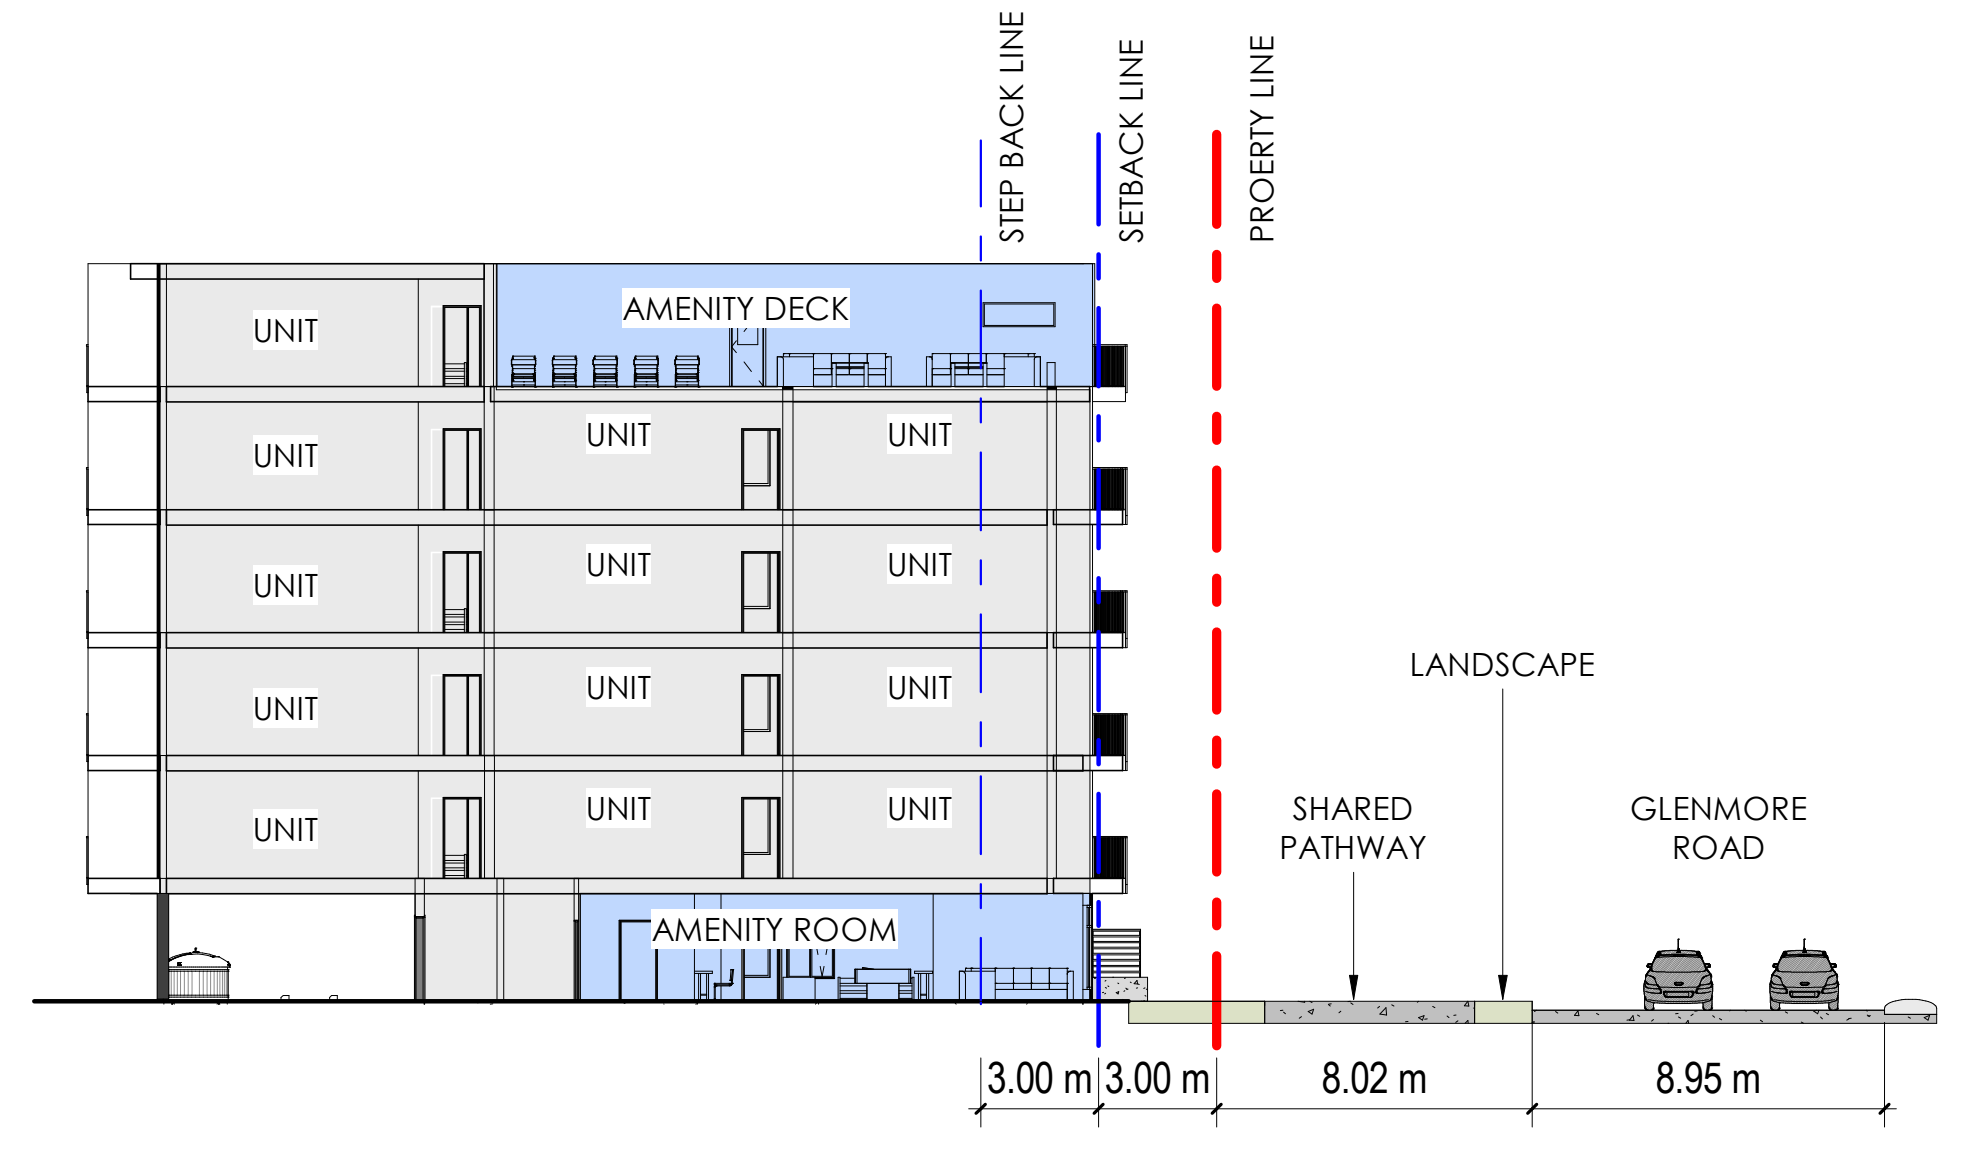 STEP BACK LINE
SETBACK LINE
PROERTY LINE
AMENITY DECK
UNIT
UNIT
UNIT
UNIT
UNIT
UNIT
UNIT
UNIT
UNIT
UNIT
UNIT
UNIT
UNIT
AMENITY ROOM
LANDSCAPE
SHARED
PATHWAY
GLENMORE
ROAD
3.00 m
3.00 m
8.02 m
8.95 m